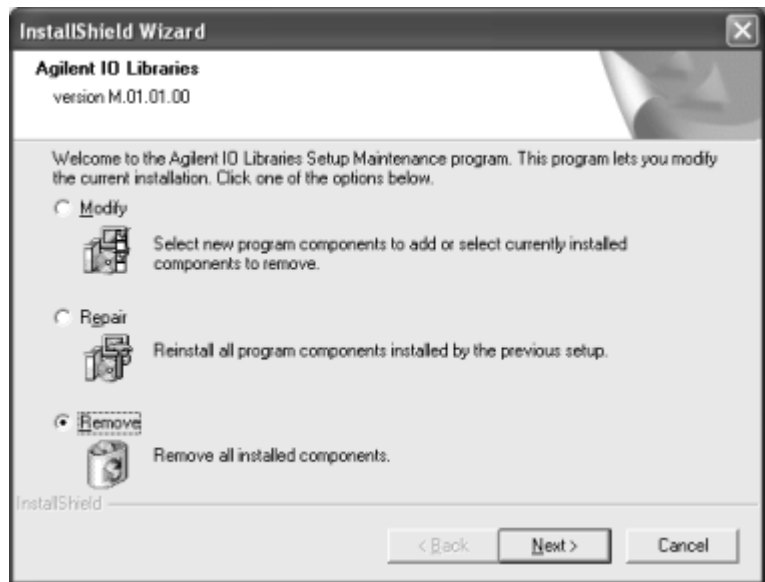 InstallShield Wizard
Agilent IO Libraries
version M.01.01.00
Welcome to the Agilent IO Libraries Setup Maintenance program. This program lets you modify
the current installation. Click one of the options below.
Modify
Select new program components to add or select currently installed
components to remove.
Repair
Reinstall all program components installed by the previous setup.
Remove
Remove all installed components.
InstallShield
< Back
Next >
Cancel